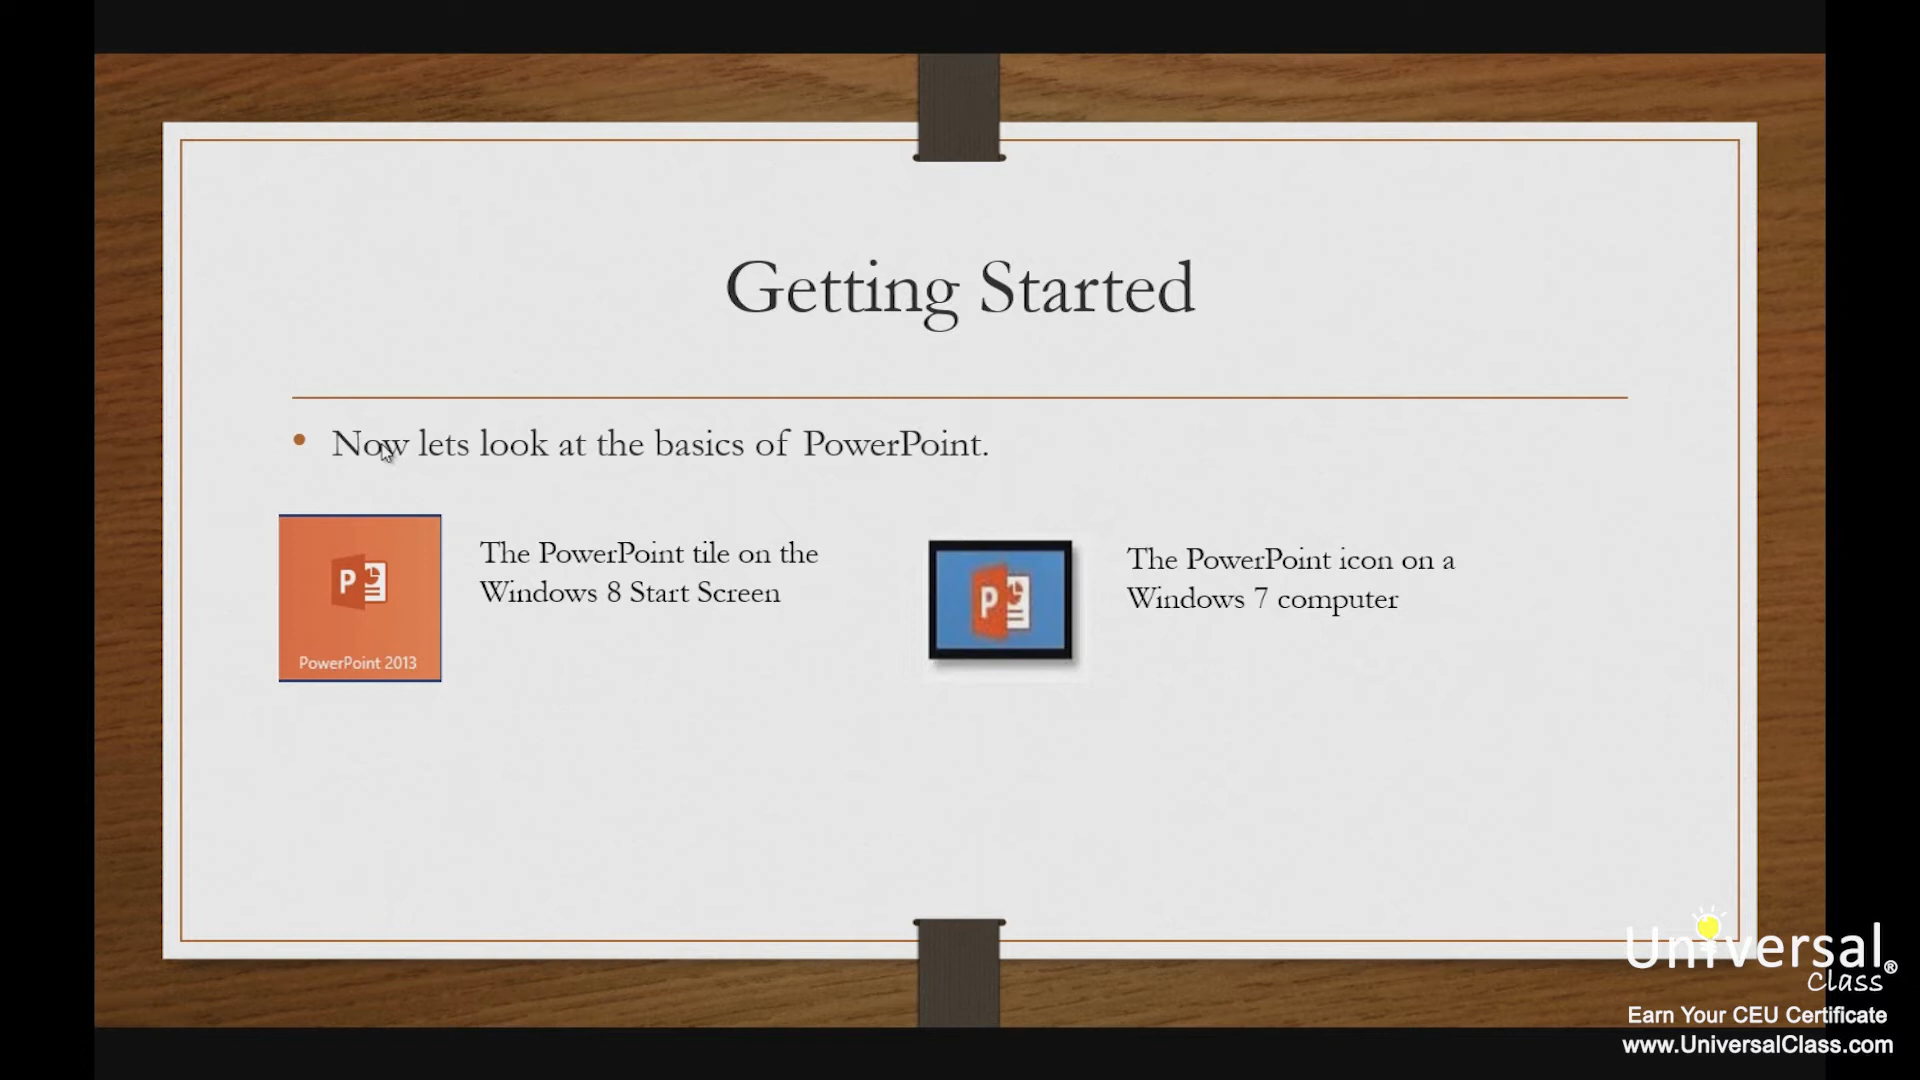 Getting Started
• Now lets look at the basics of PowerPoint.
The PowerPoint tile on the
Windows 8 Start Screen
PowerPoint 2013
The PowerPoint icon on a
Windows 7 computer
Universal®
Class
Earn Your CEU Certificate
www.UniversalClass.com